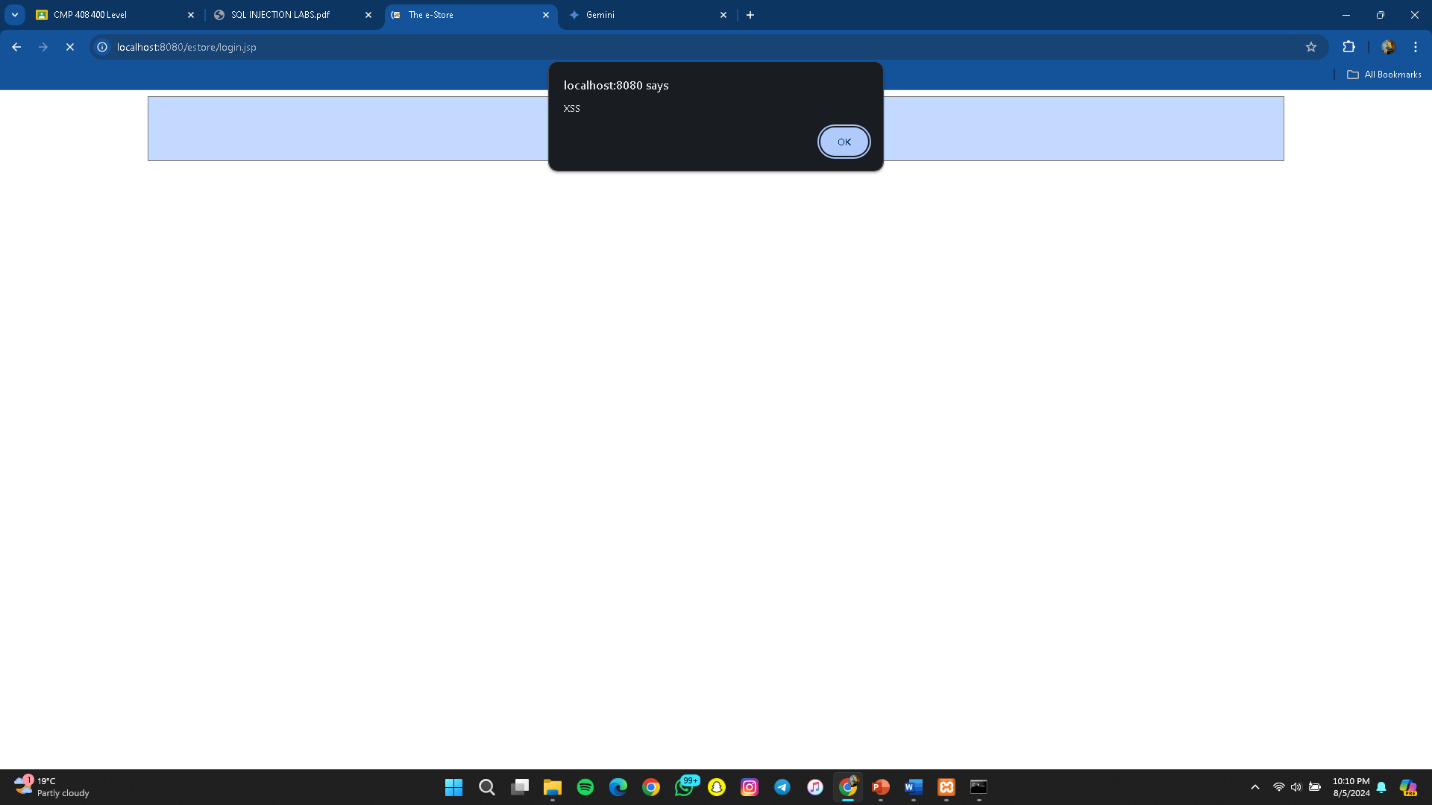 CMP 408 400 Level
SQL INJECTION LABS.pdf
The e-Store
Gemini
localhost:8080/estore/login.jsp
All Bookmarks
localhost:8080 says
XSS
OK
1
19°C
Partly cloudy
99+
10:10 PM
8/5/2024